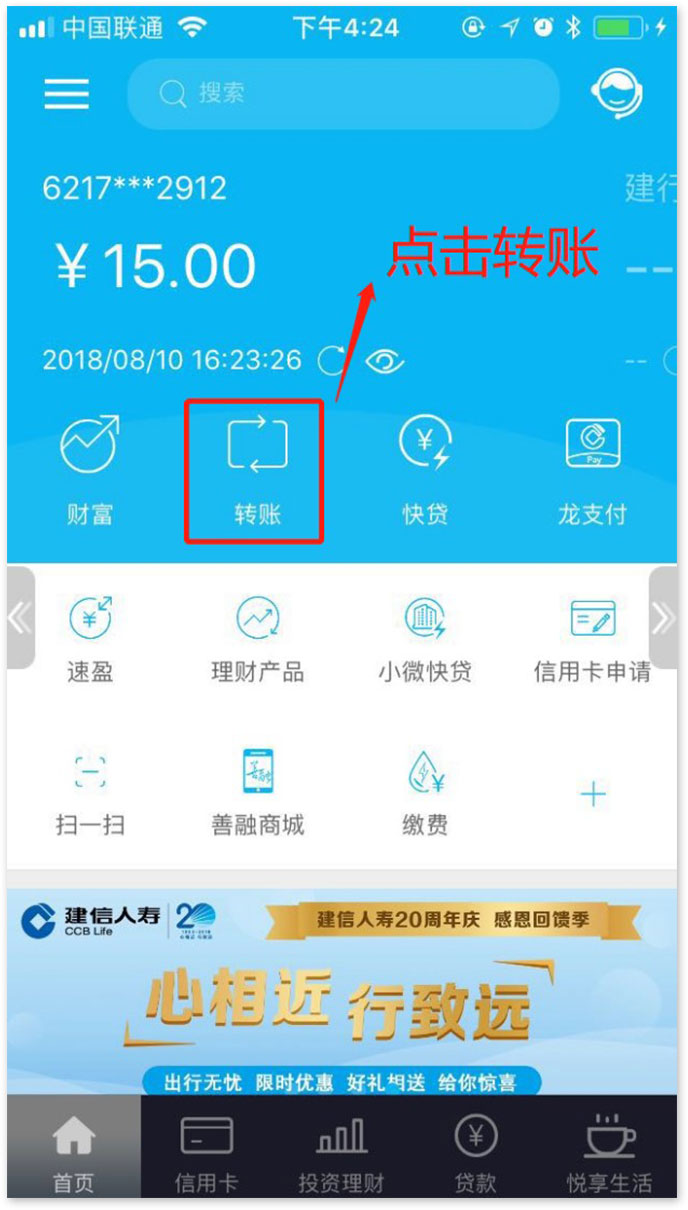 中国联通 下午4:24
搜索
6217***2912 建行
¥15.00 --
点击转账
2018/08/10 16:23:26 --
财富 转账 快贷 龙支付
Pay
速盈 理财产品 小微快贷 信用卡申请
扫一扫 善融商城 缴费
建信人寿 20 建信人寿20周年庆 感恩回馈季
CCB Life
心相近 行致远
出行无忧 限时优惠 好礼相送 给你惊喜
首页 信用卡 投资理财 贷款 悦享生活